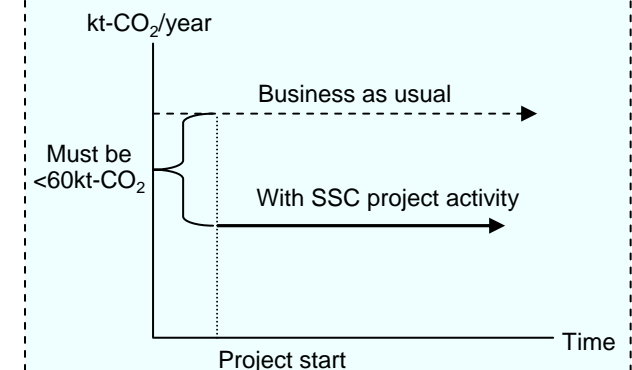 kt-CO₂/year
Business as usual
Must be
<60kt-CO₂
With SSC project activity
Time
Project start